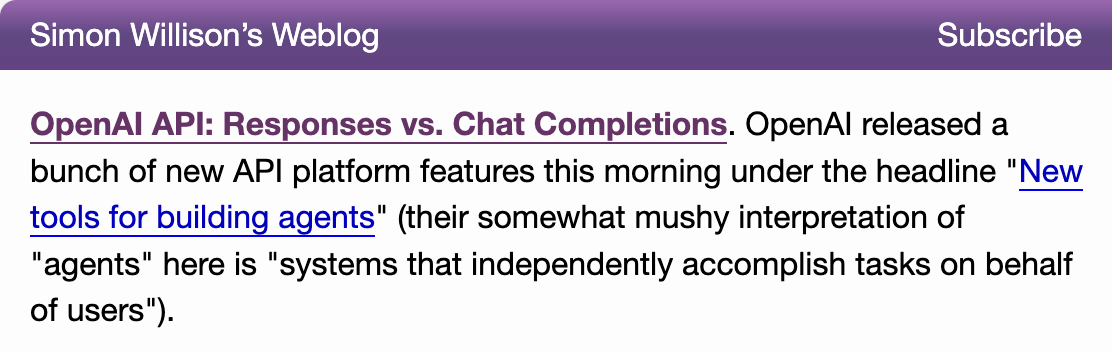 Simon Willison’s Weblog
Subscribe
OpenAI API: Responses vs. Chat Completions. OpenAI released a
bunch of new API platform features this morning under the headline "New
tools for building agents" (their somewhat mushy interpretation of
"agents" here is "systems that independently accomplish tasks on behalf
of users").